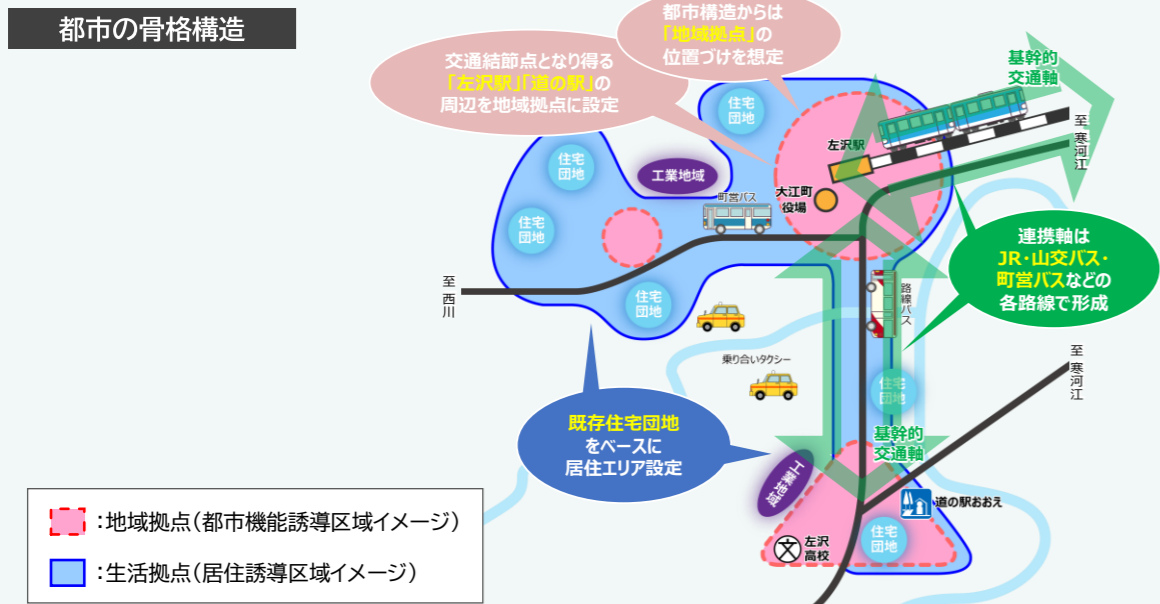 都市の骨格構造
都市構造からは
「地域拠点」の
位置づけを想定
交通結節点となり得る
「左沢駅」「道の駅」の
周辺を地域拠点に設定
基幹的
交通軸
至 寒河江
住宅
団地
左沢駅
住宅
団地
工業地域
大江町
役場
町営バス
住宅
団地
連携軸は
JR・山交バス・
町営バスなどの
各路線で形成
至 西川
住宅
団地
路線バス
乗り合いタクシー
至 寒河江
住宅
団地
既存住宅団地
をベースに
居住エリア設定
基幹的
交通軸
工業地域
道の駅おおえ
住宅
団地
文
左沢
高校
:地域拠点(都市機能誘導区域イメージ)
:生活拠点(居住誘導区域イメージ)